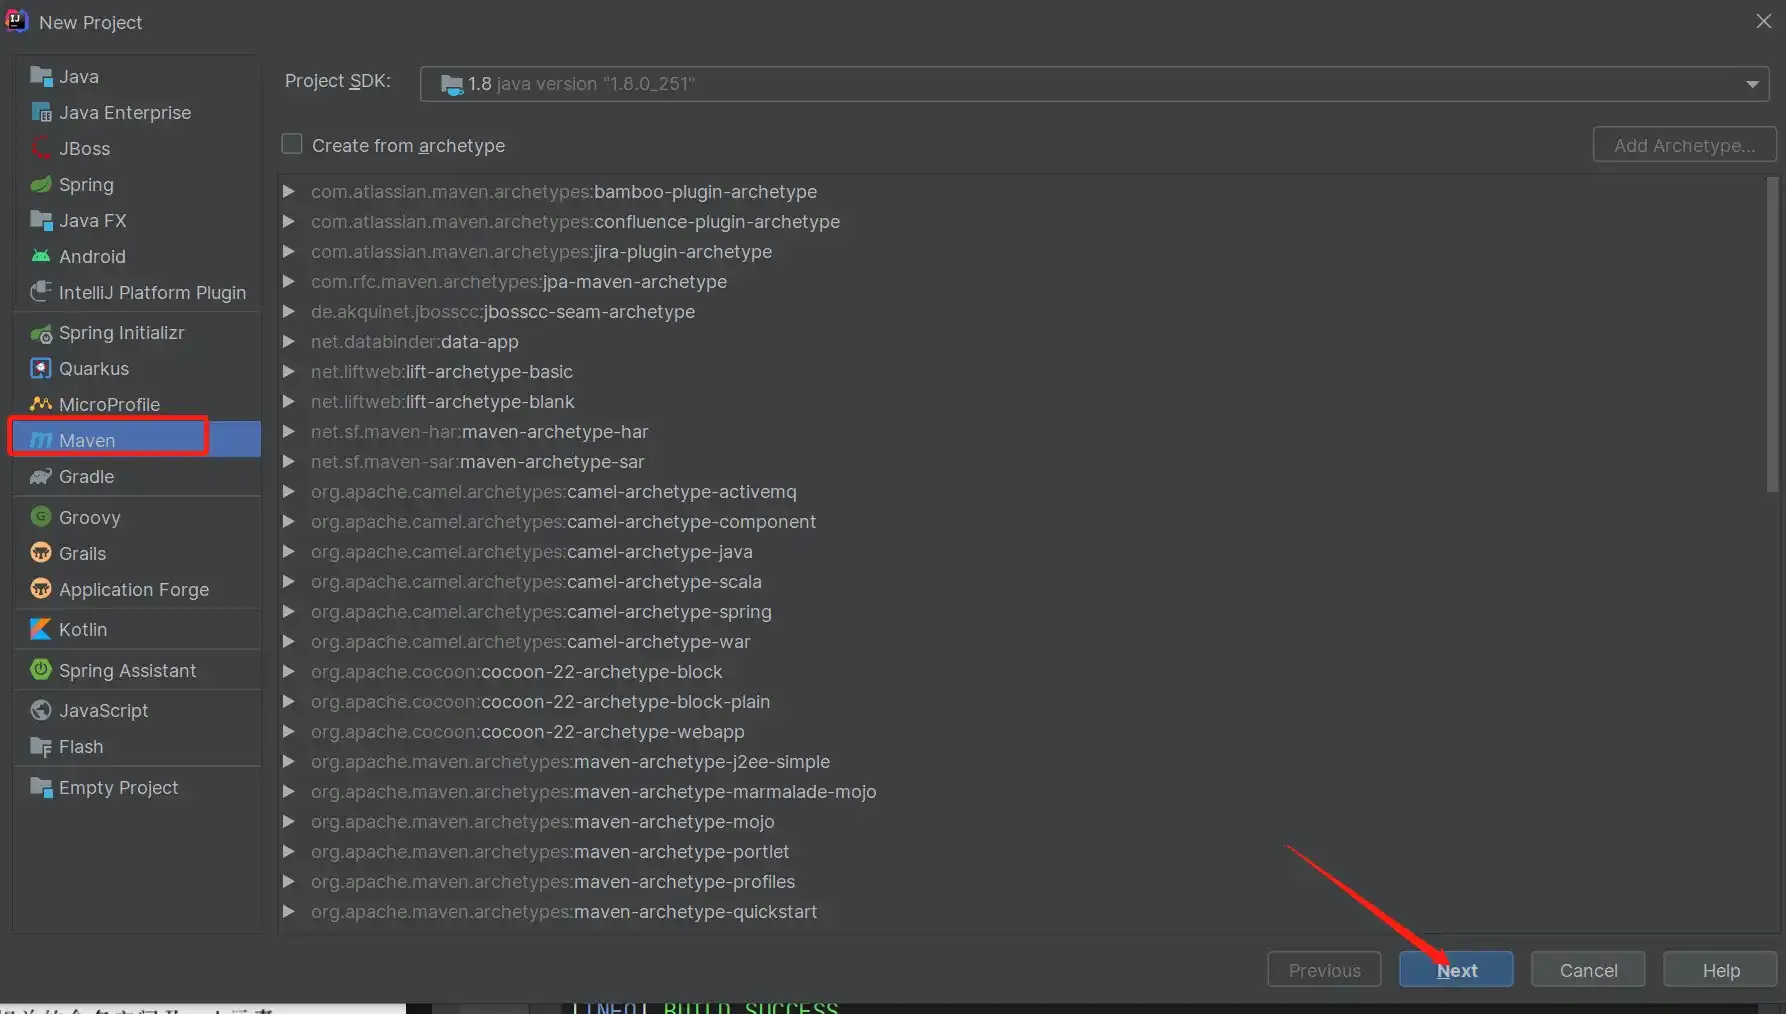 New Project
Java
Java Enterprise
JBoss
Spring
Java FX
Android
IntelliJ Platform Plugin
Spring Initializr
Quarkus
MicroProfile
Maven
Gradle
Groovy
Grails
Application Forge
Kotlin
Spring Assistant
JavaScript
Flash
Empty Project
Project SDK: 1.8 java version "1.8.0_251"
Create from archetype Add Archetype...
com.atlassian.maven.archetypes:bamboo-plugin-archetype
com.atlassian.maven.archetypes:confluence-plugin-archetype
com.atlassian.maven.archetypes:jira-plugin-archetype
com.rfc.maven.archetypes:jpa-maven-archetype
de.akquinet.jbosscc:jbosscc-seam-archetype
net.databinder:data-app
net.liftweb:lift-archetype-basic
net.liftweb:lift-archetype-blank
net.sf.maven-har:maven-archetype-har
net.sf.maven-sar:maven-archetype-sar
org.apache.camel.archetypes:camel-archetype-activemq
org.apache.camel.archetypes:camel-archetype-component
org.apache.camel.archetypes:camel-archetype-java
org.apache.camel.archetypes:camel-archetype-scala
org.apache.camel.archetypes:camel-archetype-spring
org.apache.camel.archetypes:camel-archetype-war
org.apache.cocoon:cocoon-22-archetype-block
org.apache.cocoon:cocoon-22-archetype-block-plain
org.apache.cocoon:cocoon-22-archetype-webapp
org.apache.maven.archetypes:maven-archetype-j2ee-simple
org.apache.maven.archetypes:maven-archetype-marmalade-mojo
org.apache.maven.archetypes:maven-archetype-mojo
org.apache.maven.archetypes:maven-archetype-portlet
org.apache.maven.archetypes:maven-archetype-profiles
org.apache.maven.archetypes:maven-archetype-quickstart
Previous Next Cancel Help
[INFO] BUILD SUCCESS